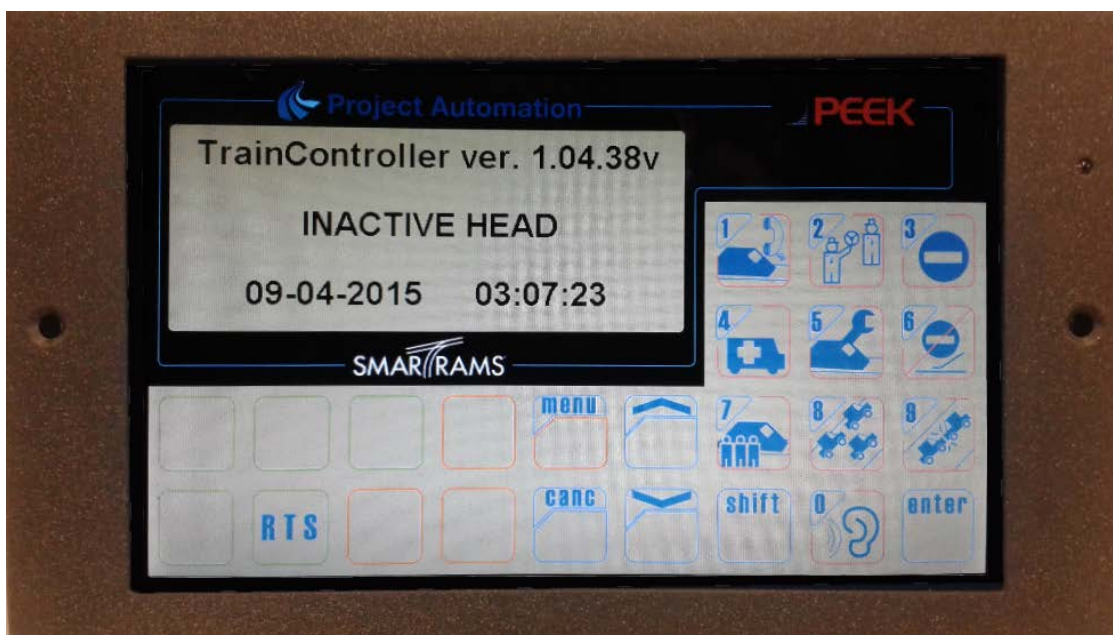 Project Automation
PEEK
TrainController ver. 1.04.38v
INACTIVE HEAD
09-04-2015 03:07:23
SMARTRAMS
1 2 3
4 5 6
menu 7 8 9
RTS canc shift 0 enter